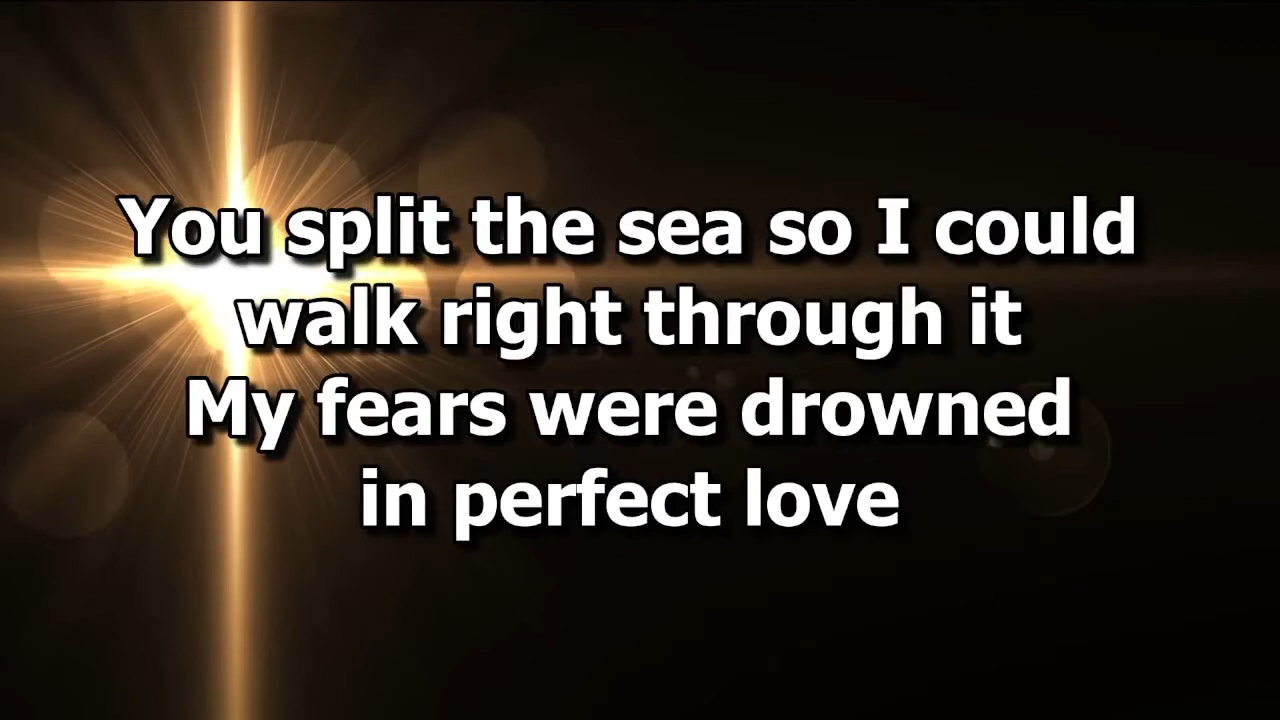 You split the sea so I could
walk right through it
My fears were drowned
in perfect love